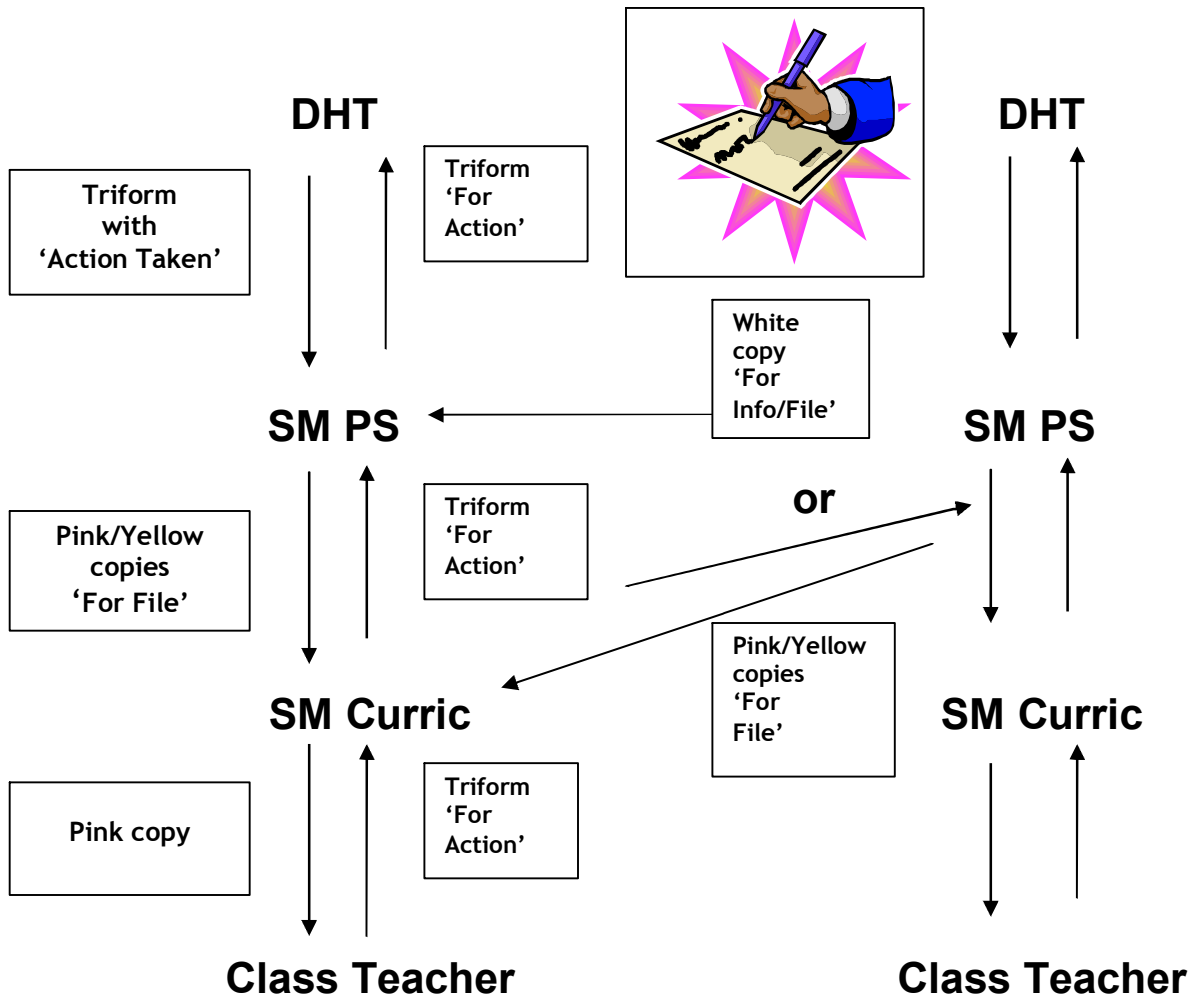 DHT
DHT
Triform
with
‘Action Taken’
Triform
‘For
Action’
White
copy
‘For
Info/File’
SM PS
SM PS
or
Pink/Yellow
copies
‘For File’
Triform
‘For
Action’
Pink/Yellow
copies
‘For
File’
SM Curric
SM Curric
Pink copy
Triform
‘For
Action’
Class Teacher
Class Teacher